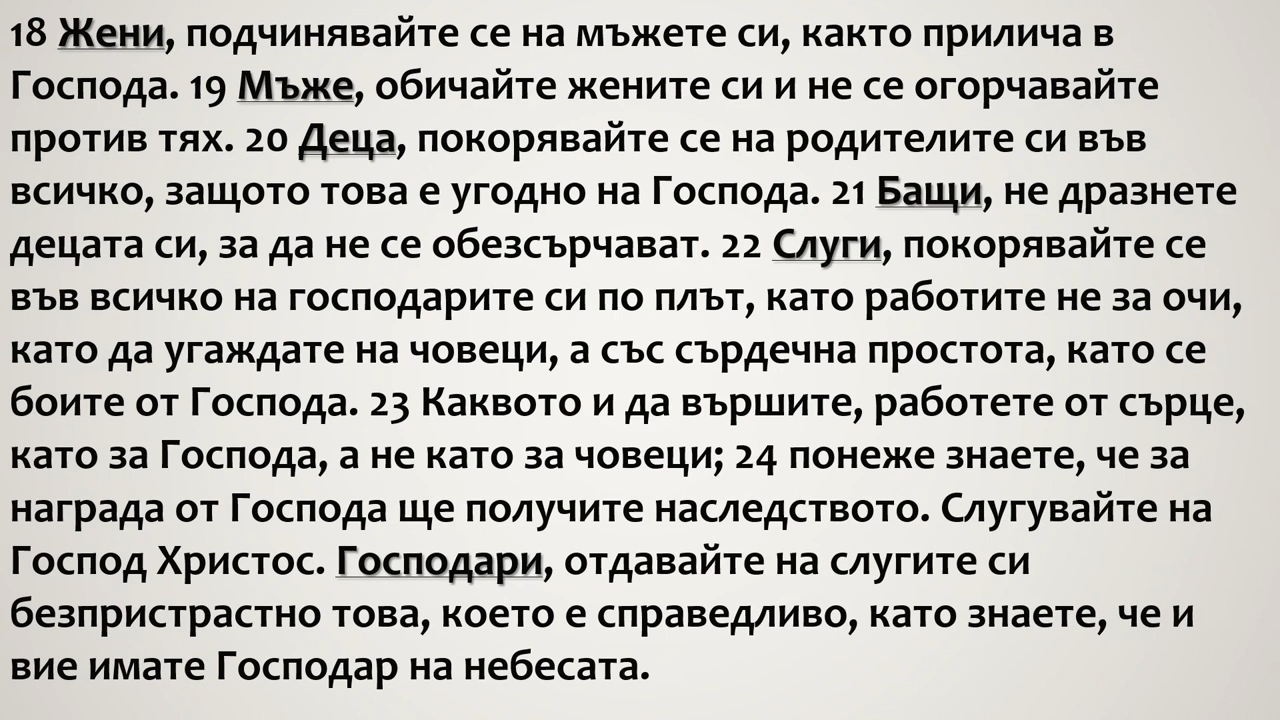 18 Жени, подчинявайте се на мъжете си, както прилича в
Господа. 19 Мъже, обичайте жените си и не се огорчавайте
против тях. 20 Деца, покорявайте се на родителите си във
всичко, защото това е угодно на Господа. 21 Бащи, не дразнете
децата си, за да не се обезсърчават. 22 Слуги, покорявайте се
във всичко на господарите си по плът, като работите не за очи,
като да угаждате на човеци, а със сърдечна простота, като се
боите от Господа. 23 Каквото и да вършите, работете от сърце,
като за Господа, а не като за човеци; 24 понеже знаете, че за
награда от Господа ще получите наследството. Слугувайте на
Господ Христос. Господари, отдавайте на слугите си
безпристрастно това, което е справедливо, като знаете, че и
вие имате Господар на небесата.